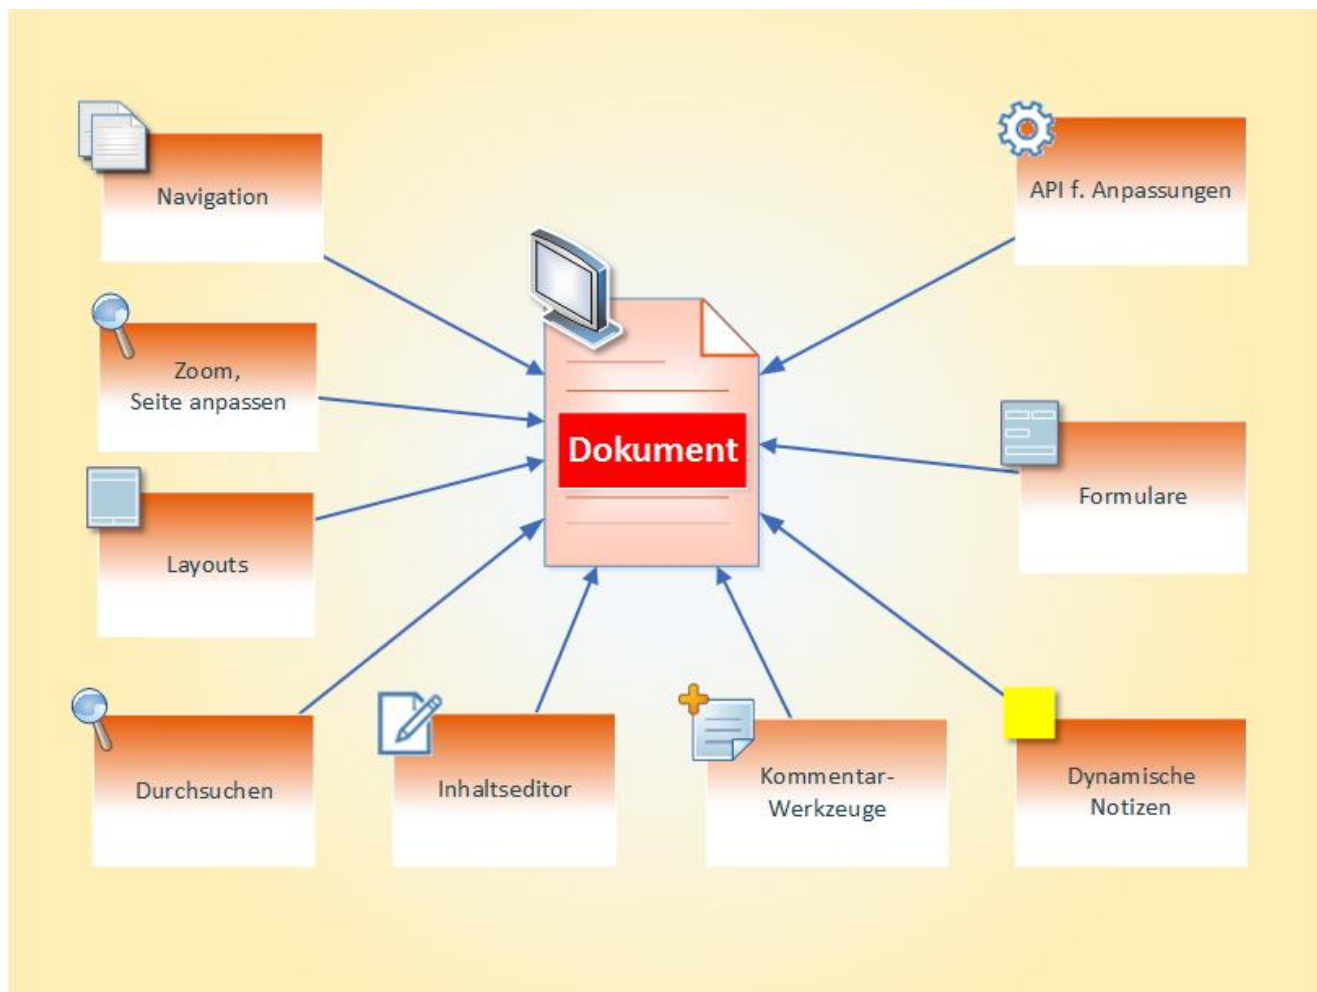 Navigation
API f. Anpassungen
Zoom,
Seite anpassen
Dokument
Formulare
Layouts
Durchsuchen
Inhaltseditor
Kommentar-
Werkzeuge
Dynamische
Notizen